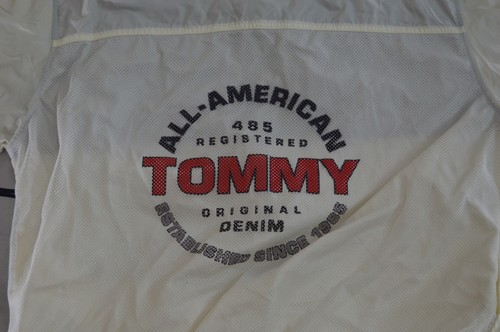 ALL-AMERICAN
485
REGISTERED
TOMMY
ORIGINAL
DENIM
ESTABLISHED SINCE 1985